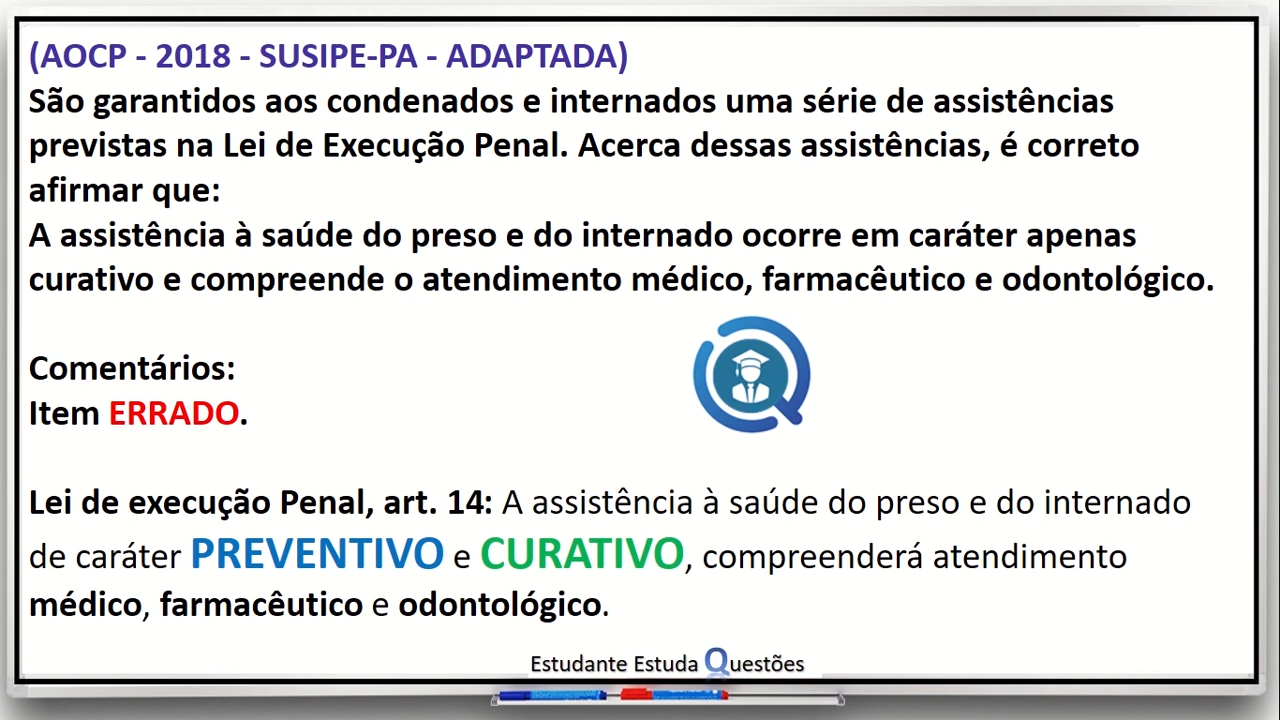 (AOCP - 2018 - SUSIPE-PA - ADAPTADA)
São garantidos aos condenados e internados uma série de assistências
previstas na Lei de Execução Penal. Acerca dessas assistências, é correto
afirmar que:
A assistência à saúde do preso e do internado ocorre em caráter apenas
curativo e compreende o atendimento médico, farmacêutico e odontológico.
Comentários:
Item ERRADO.
Lei de execução Penal, art. 14: A assistência à saúde do preso e do internado
de caráter PREVENTIVO e CURATIVO, compreenderá atendimento
médico, farmacêutico e odontológico.
Estudante Estuda Questões